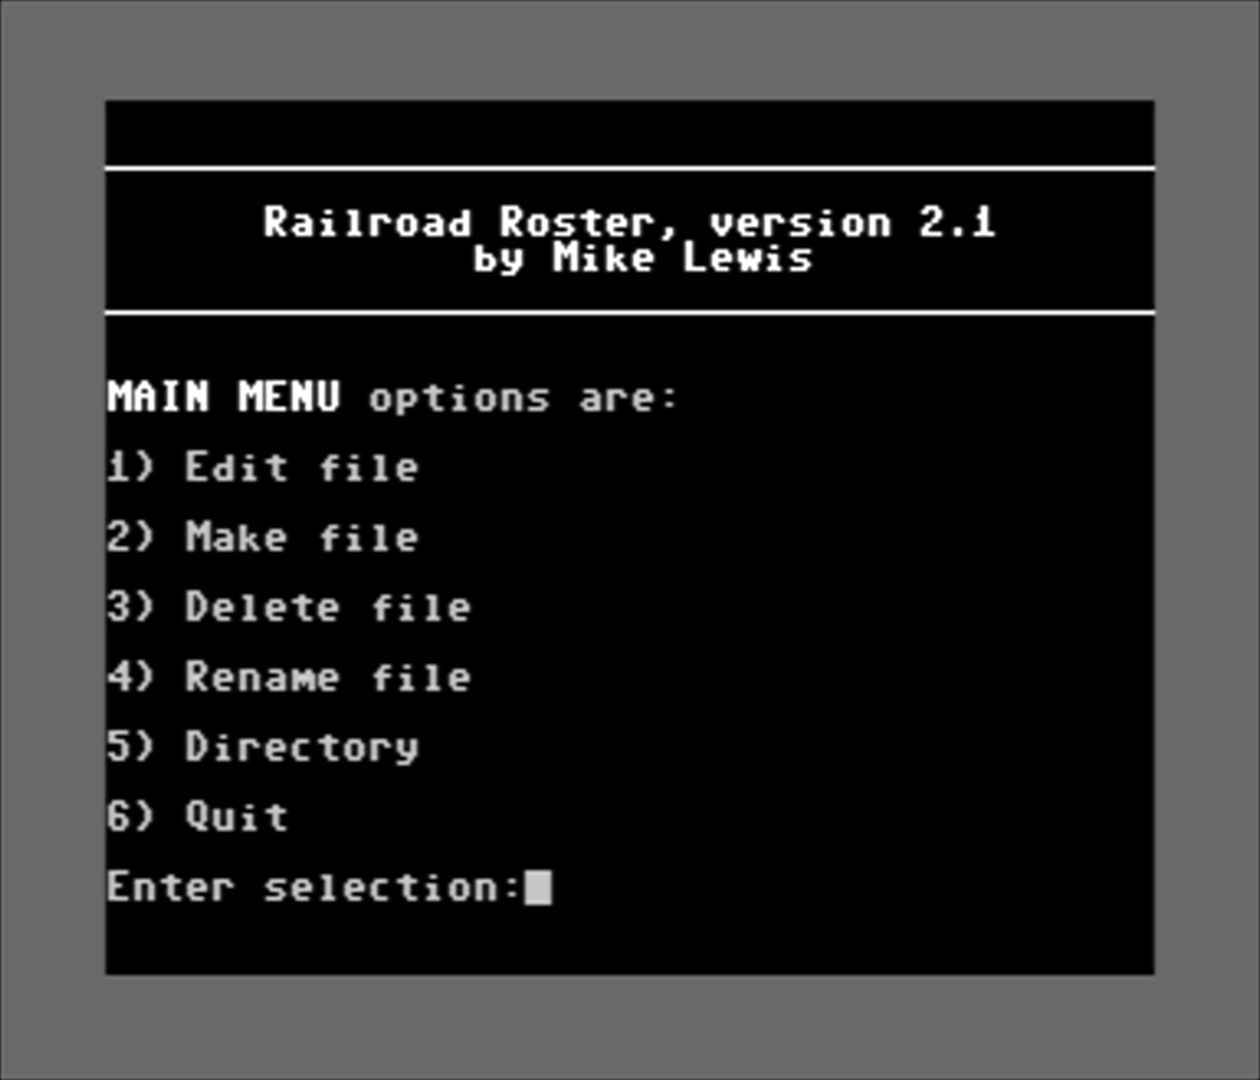 Railroad Roster, version 2.1
by Mike Lewis
MAIN MENU options are:
1) Edit file
2) Make file
3) Delete file
4) Rename file
5) Directory
6) Quit
Enter selection: